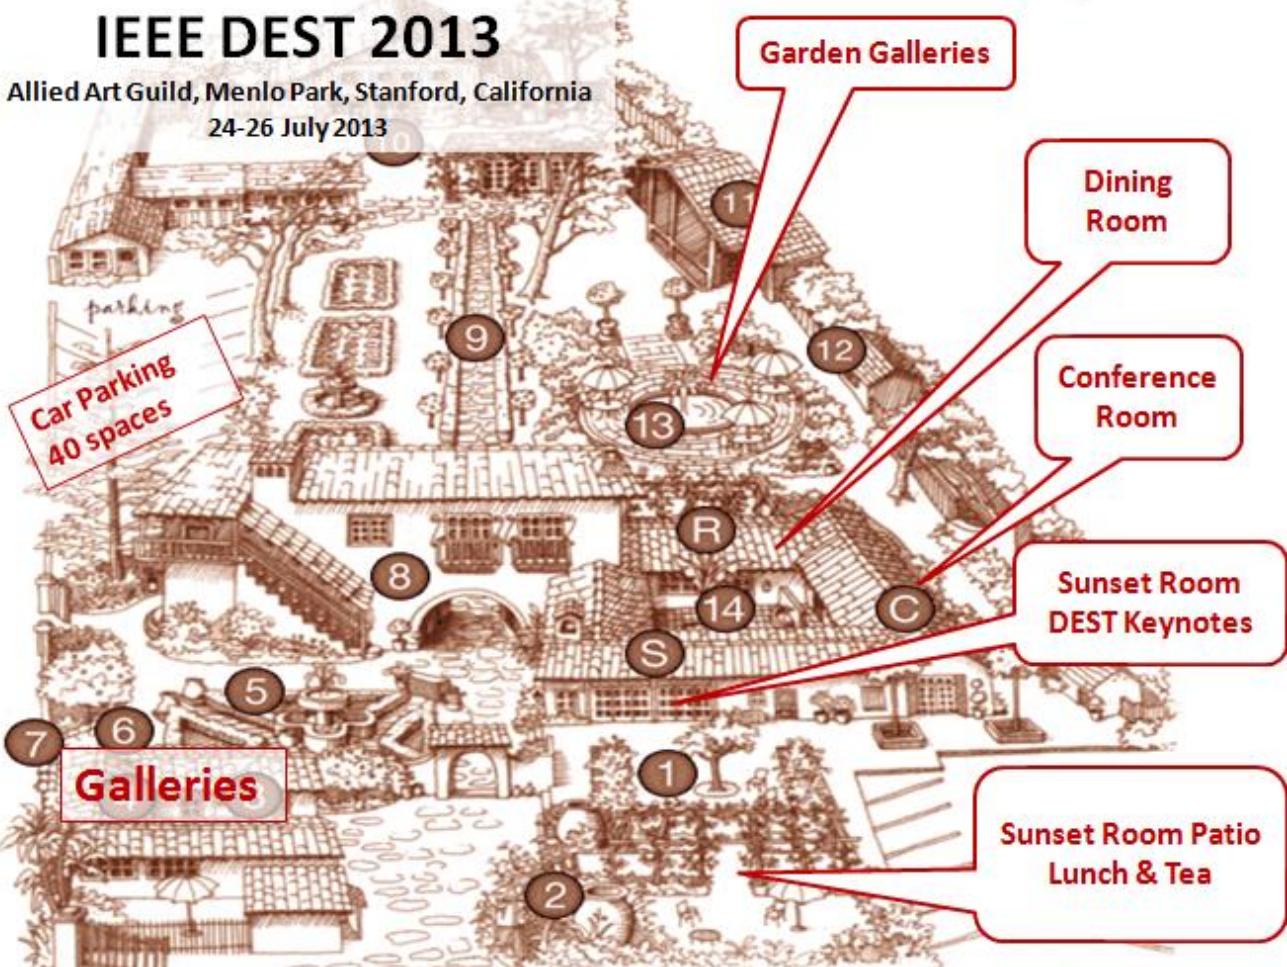 IEEE DEST 2013
Allied Art Guild, Menlo Park, Stanford, California
24-26 July 2013
Garden Galleries
10
11
Dining
Room
parking
Car Parking
40 spaces
9
12
13
Conference
Room
R
8
14
C
Sunset Room
DEST Keynotes
S
5
6
7
Galleries
1
Sunset Room Patio
Lunch & Tea
2